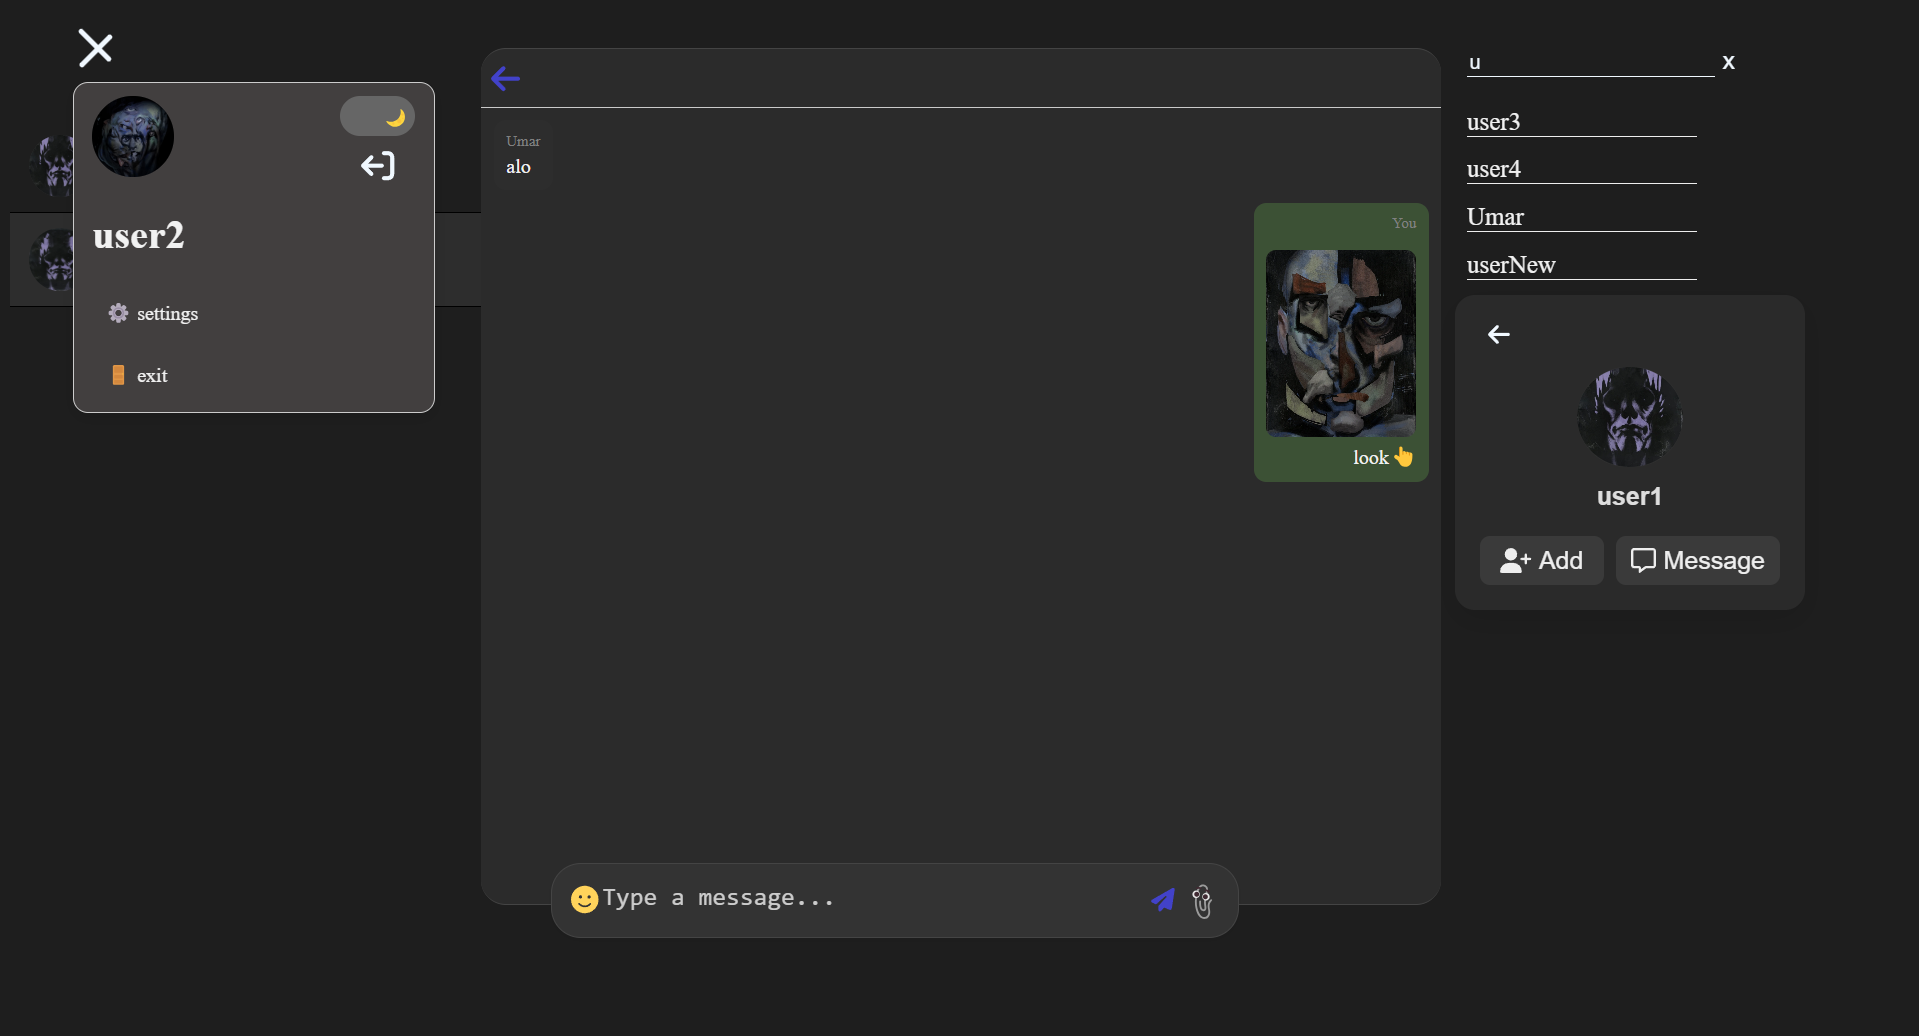 user2
settings
exit
Umar
alo
You
look
Type a message...
u
x
user3
user4
Umar
userNew
user1
Add
Message